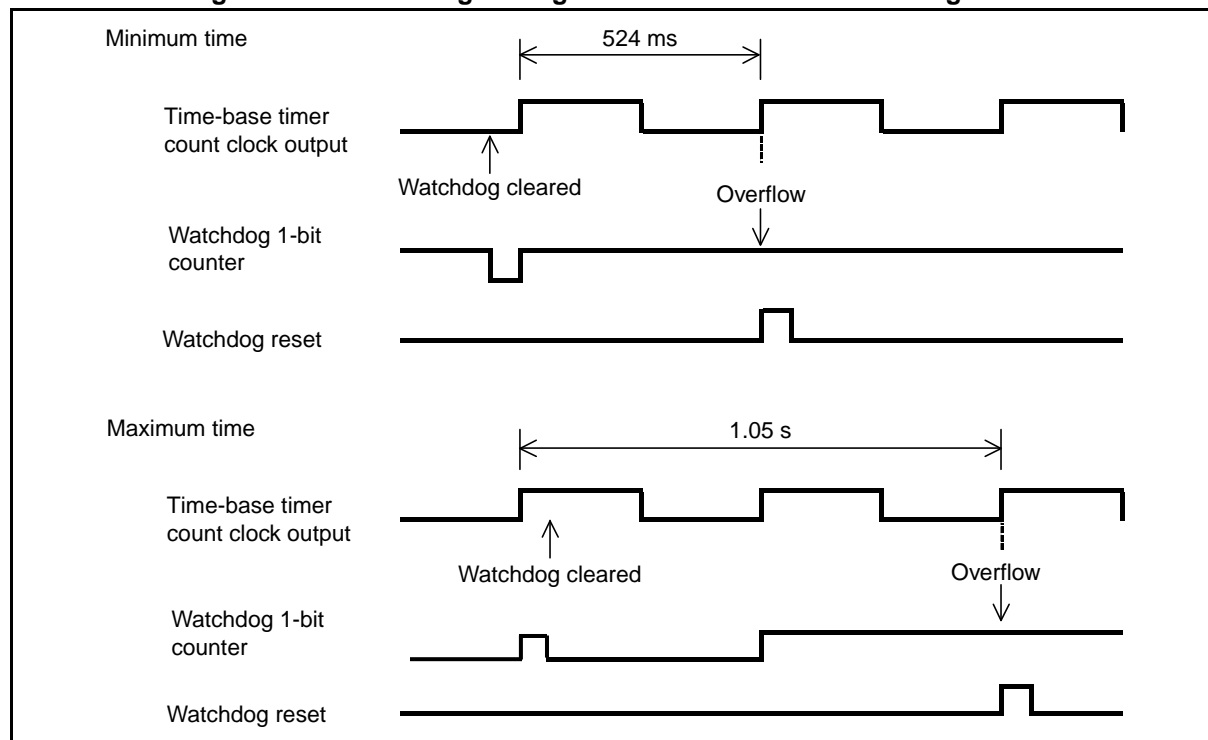 Minimum time
524 ms
Time-base timer
count clock output
Watchdog cleared
Overflow
Watchdog 1-bit
counter
Watchdog reset
Maximum time
1.05 s
Time-base timer
count clock output
Watchdog cleared
Overflow
Watchdog 1-bit
counter
Watchdog reset